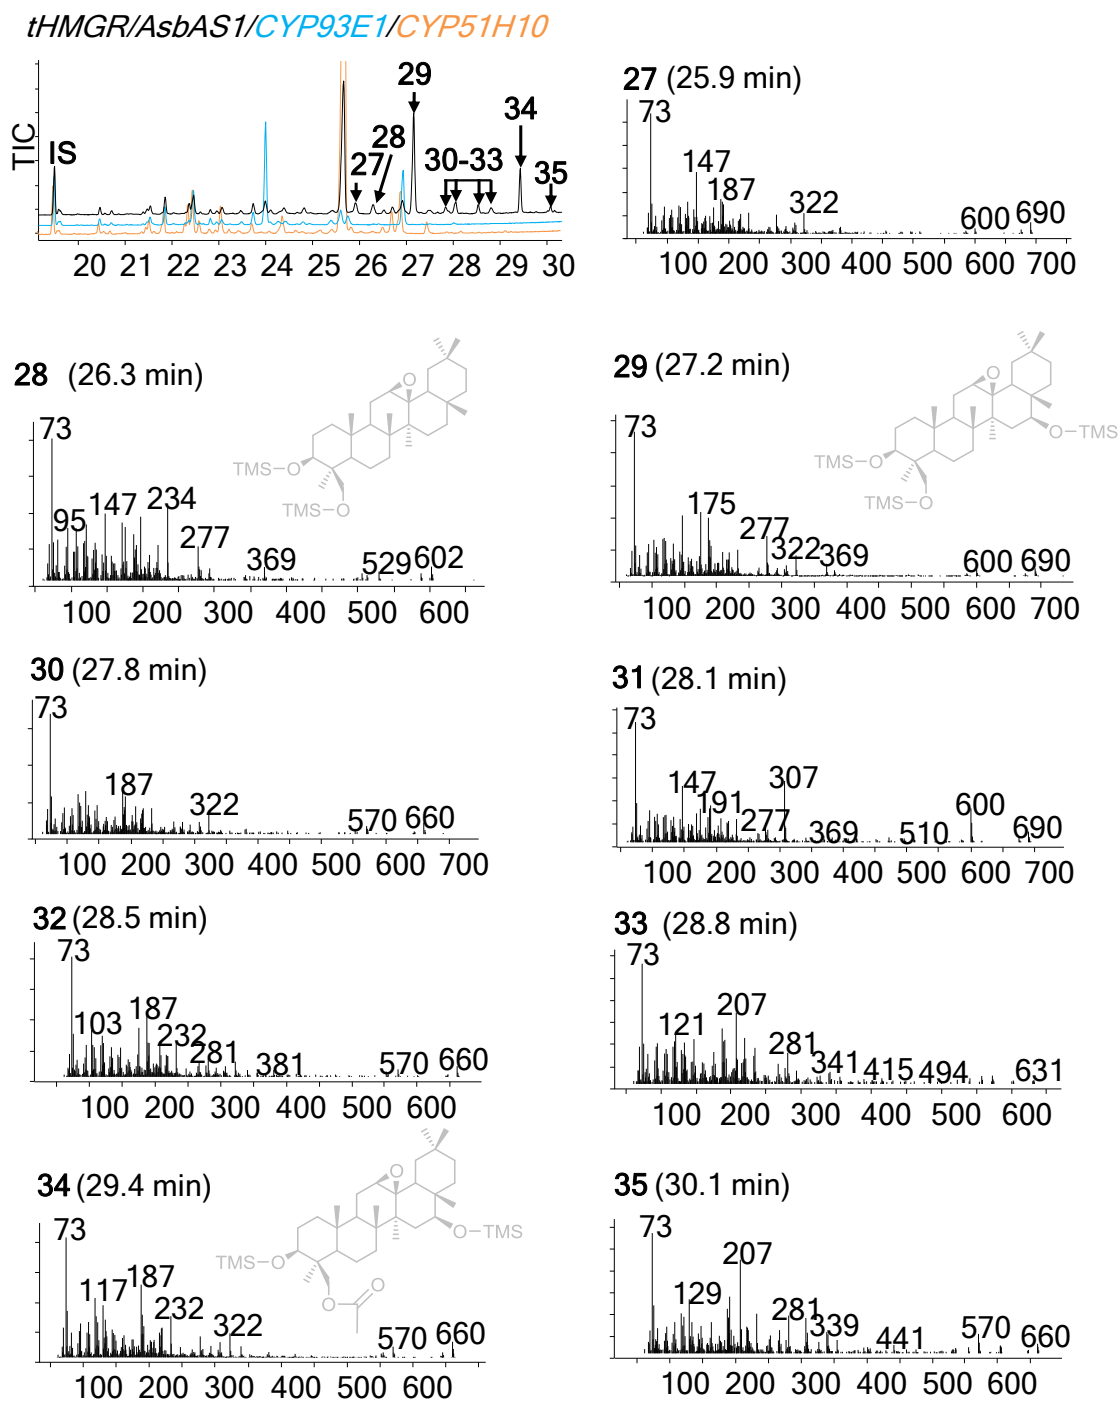 tHMGR/AsbAS1/CYP93E1/CYP51H10
TIC
IS
27
28
29
30-33
34
35
20 21 22 23 24 25 26 27 28 29 30
27 (25.9 min)
73
147
187
322
600
690
100 200 300 400 500 600 700
28 (26.3 min)
73
95
147
234
277
369
529
602
TMS-O
TMS-O
O
100 200 300 400 500 600
29 (27.2 min)
73
175
277
322
369
600
690
TMS-O
TMS-O
O
O-TMS
100 200 300 400 500 600 700
30 (27.8 min)
73
187
322
570
660
100 200 300 400 500 600 700
31 (28.1 min)
73
147
191
277
307
369
510
600
690
100 200 300 400 500 600 700
32 (28.5 min)
73
103
187
232
281
381
570
660
100 200 300 400 500 600
33 (28.8 min)
73
121
207
281
341
415
494
631
100 200 300 400 500 600
34 (29.4 min)
73
117
187
232
322
570
660
O
O-TMS
TMS-O
O
O
100 200 300 400 500 600
35 (30.1 min)
73
129
207
281
339
441
570
660
100 200 300 400 500 600